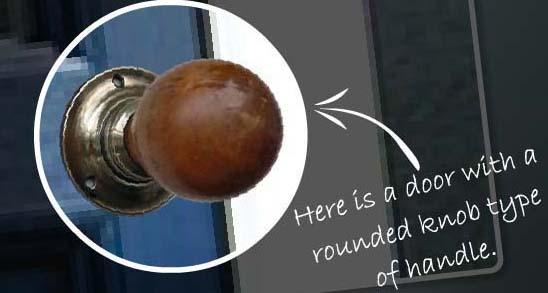 Here is a door with a
rounded knob type
of handle.